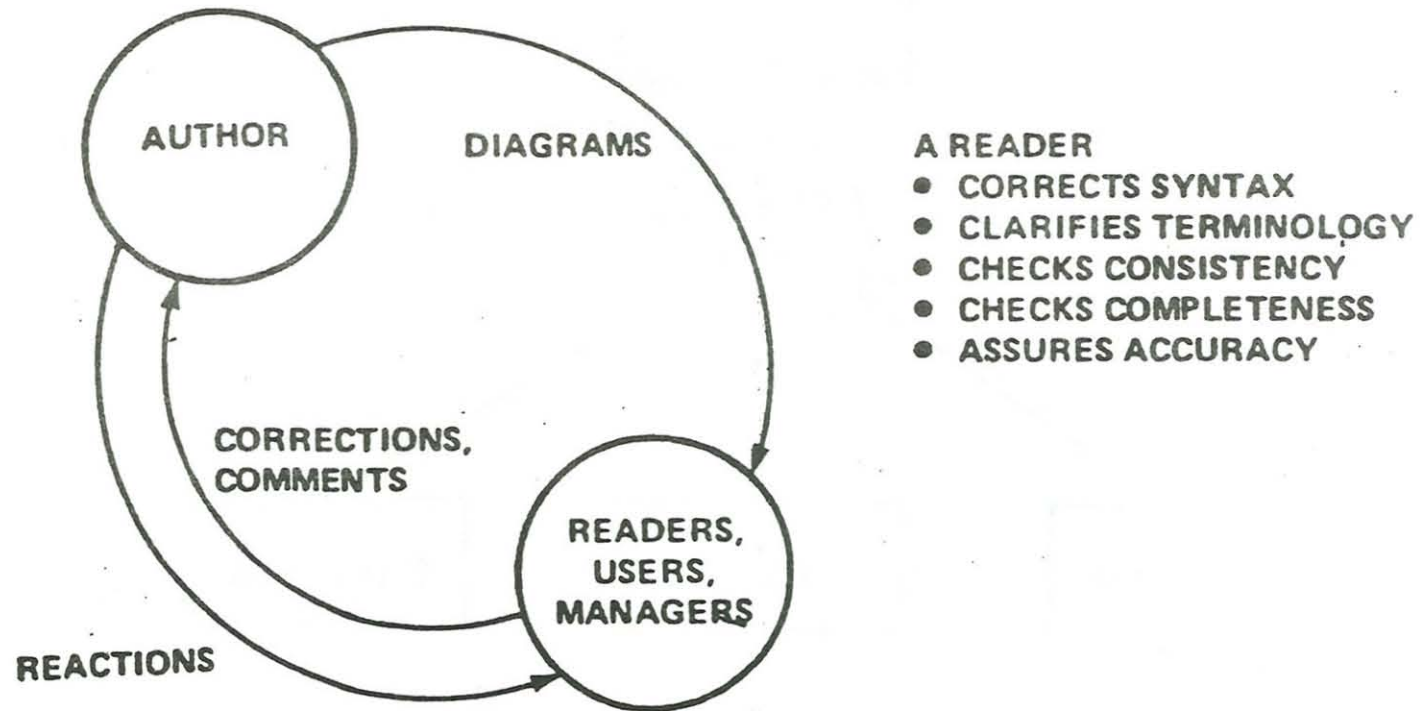 AUTHOR
DIAGRAMS
CORRECTIONS,
COMMENTS
READERS,
USERS,
MANAGERS
REACTIONS
A READER
• CORRECTS SYNTAX
• CLARIFIES TERMINOLOGY
• CHECKS CONSISTENCY
• CHECKS COMPLETENESS
• ASSURES ACCURACY